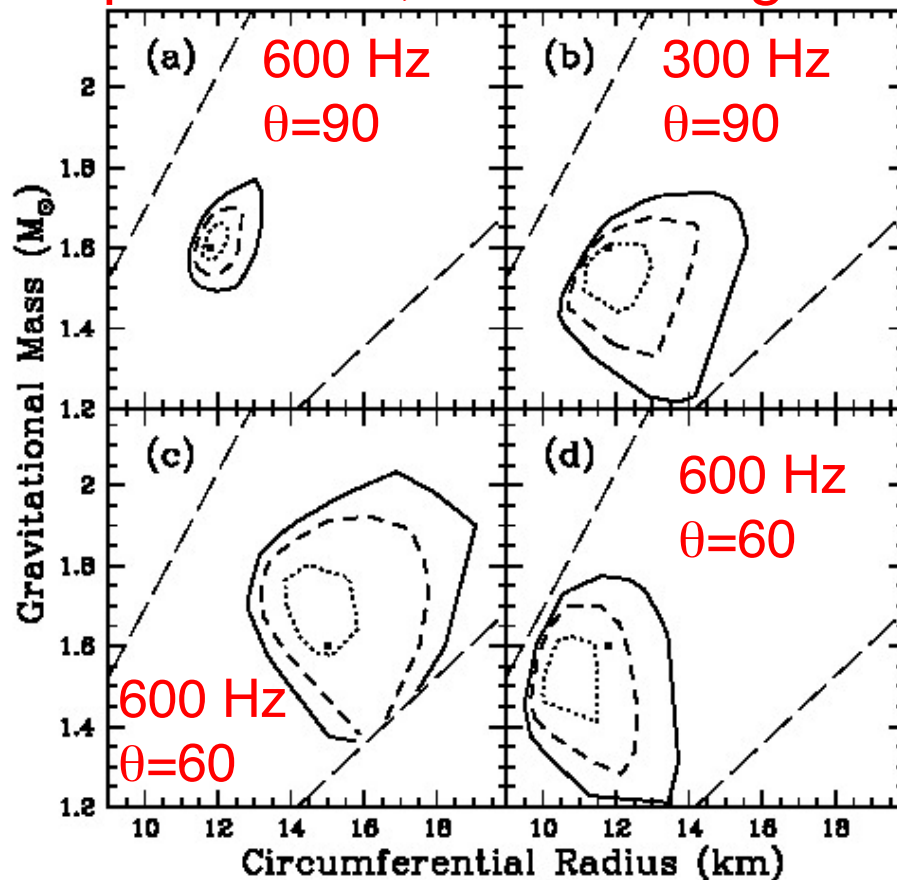 (a)
600 Hz
θ=90
(b)
300 Hz
θ=90
(c)
600 Hz
θ=60
(d)
600 Hz
θ=60
Gravitational Mass (M⊙)
2
1.8
1.6
1.4
1.2
2
1.8
1.6
1.4
1.2
10 12 14 16 18 10 12 14 16 18
Circumferential Radius (km)